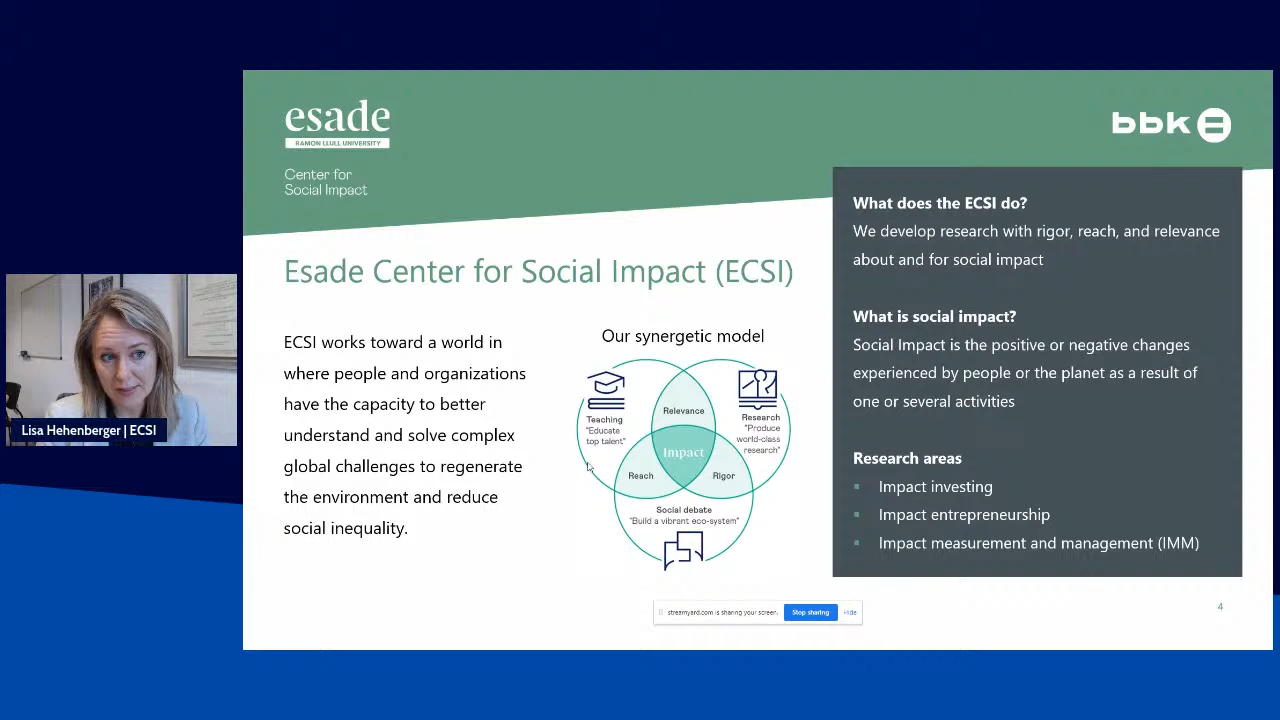 esade
RAMON LLULL UNIVERSITY
Center for
Social Impact
bbk
Esade Center for Social Impact (ECSI)
ECSI works toward a world in
where people and organizations
have the capacity to better
understand and solve complex
global challenges to regenerate
the environment and reduce
social inequality.
Our synergetic model
Teaching
"Educate
top talent"
Relevance
Research
"Produce
world-class
research"
Impact
Reach
Rigor
Social debate
"Build a vibrant eco-system"
What does the ECSI do?
We develop research with rigor, reach, and relevance
about and for social impact
What is social impact?
Social Impact is the positive or negative changes
experienced by people or the planet as a result of
one or several activities
Research areas
Impact investing
Impact entrepreneurship
Impact measurement and management (IMM)
Lisa Hehenberger | ECSI
streamyard.com is sharing your screen.
Stop sharing
Hide
4